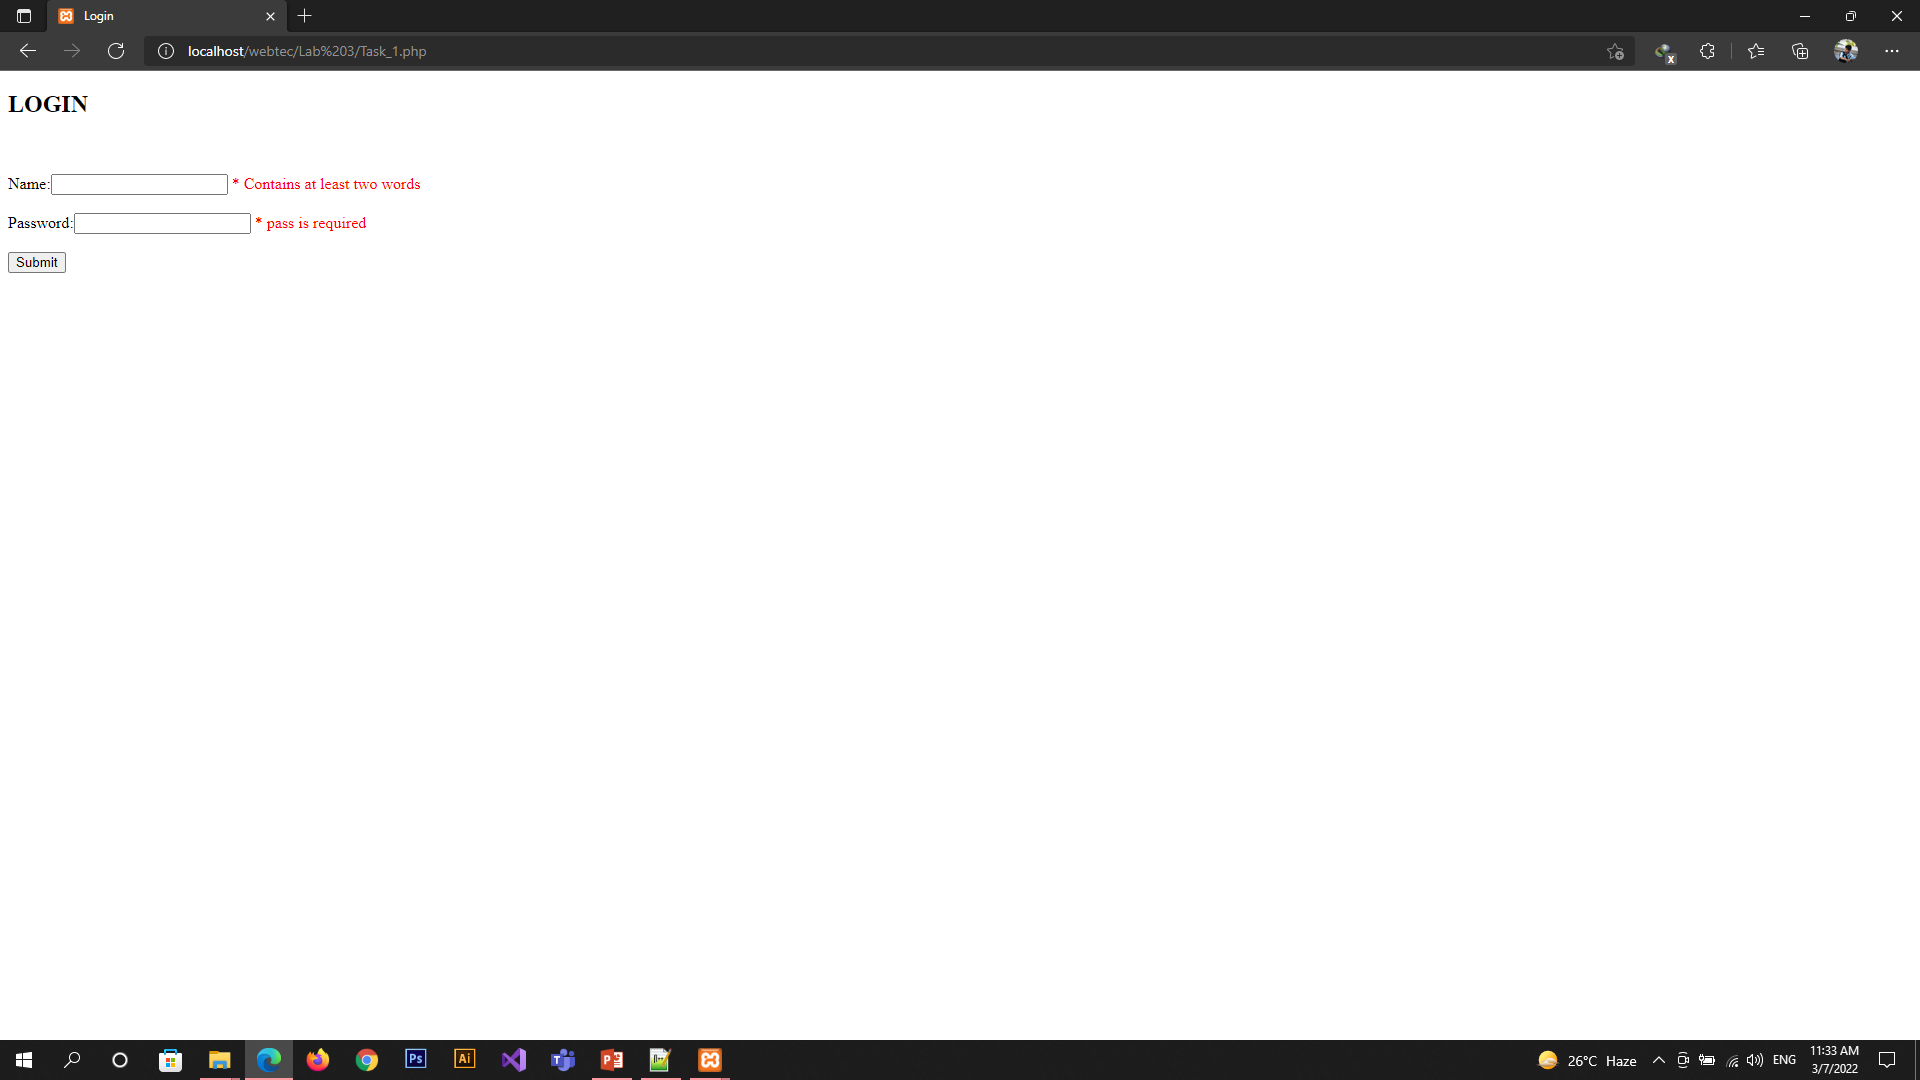 Login
localhost/webtec/Lab%203/Task_1.php
x
LOGIN
Name: * Contains at least two words
Password: * pass is required
Submit
Ps
Ai
26°C Haze
ENG
11:33 AM
3/7/2022